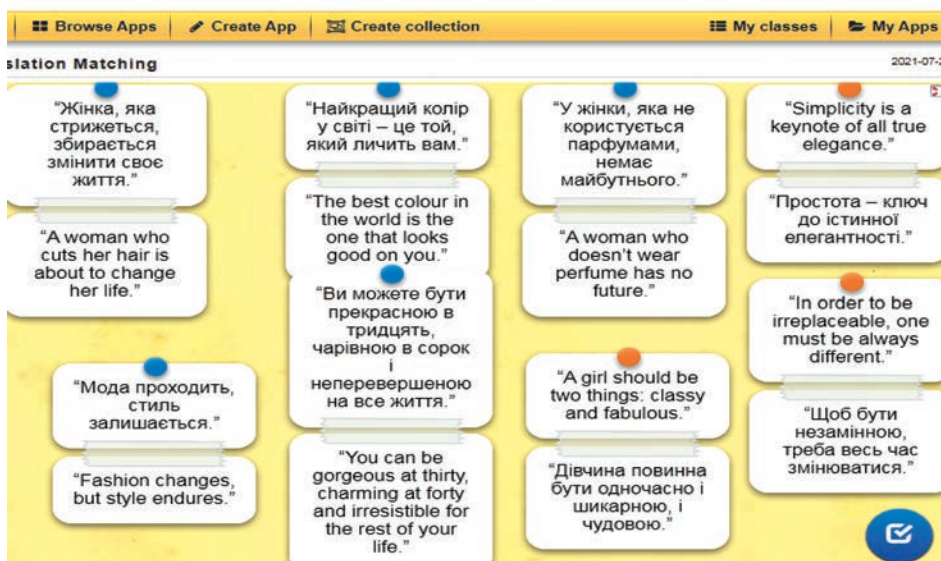 Browse Apps Create App Create collection My classes My Apps
slation Matching 2021-07-2
“Жінка, яка
стрижеться,
збирається
змінити своє
життя.”
“A woman who
cuts her hair is
about to change
her life.”
“Найкращий колір
у світі – це той,
який личить вам.”
“The best colour in
the world is the
one that looks
good on you.”
“У жінки, яка не
користується
парфумами,
немає
майбутнього.”
“A woman who
doesn’t wear
perfume has no
future.”
“Simplicity is a
keynote of all true
elegance.”
“Простота – ключ
до істинної
елегантності.”
“Мода проходить,
стиль
залишається.”
“Fashion changes,
but style endures.”
“Ви можете бути
прекрасною в
тридцять,
чарівною в сорок
і
неперевершеною
на все життя.”
“You can be
gorgeous at thirty,
charming at forty
and irresistible for
the rest of your
life.”
“A girl should be
two things: classy
and fabulous.”
“Дівчина повинна
бути одночасно і
шикарною, і
чудовою.”
“In order to be
irreplaceable, one
must be always
different.”
“Щоб бути
незамінною,
треба весь час
змінюватися.”